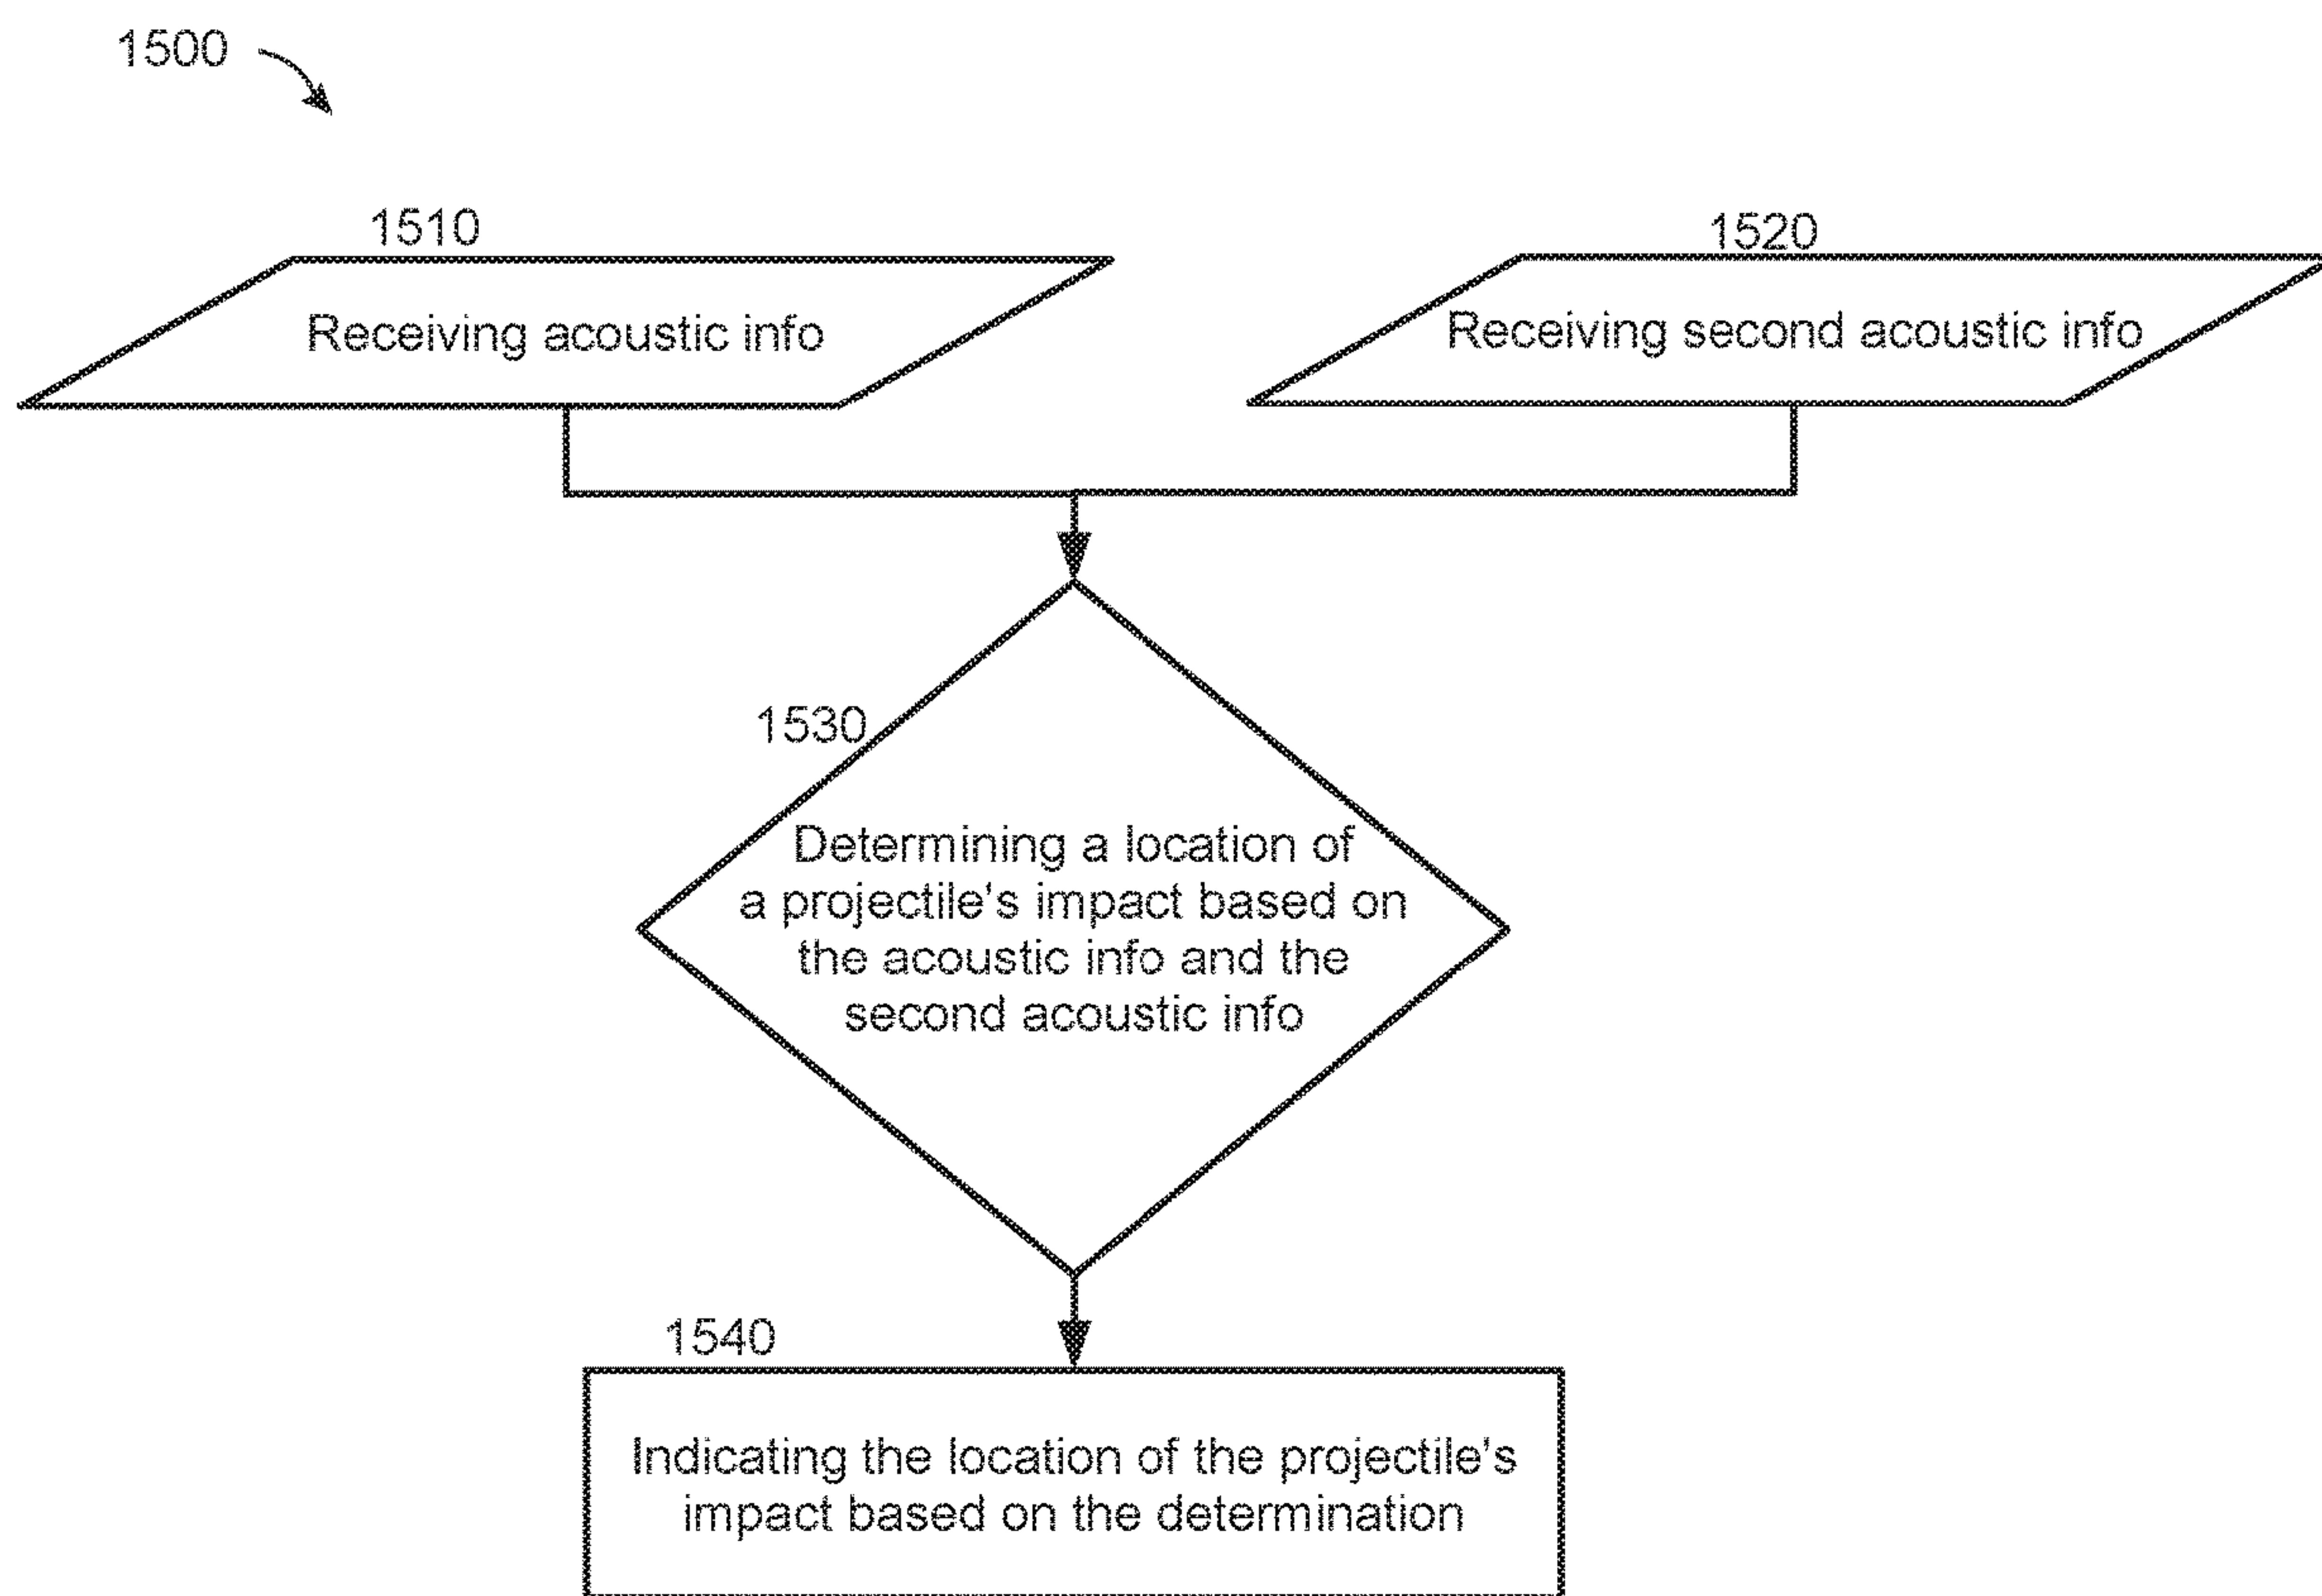 1500
1510
Receiving acoustic info
1520
Receiving second acoustic info
1530
Determining a location of
a projectile's impact based on
the acoustic info and the
second acoustic info
1540
Indicating the location of the projectile's
impact based on the determination